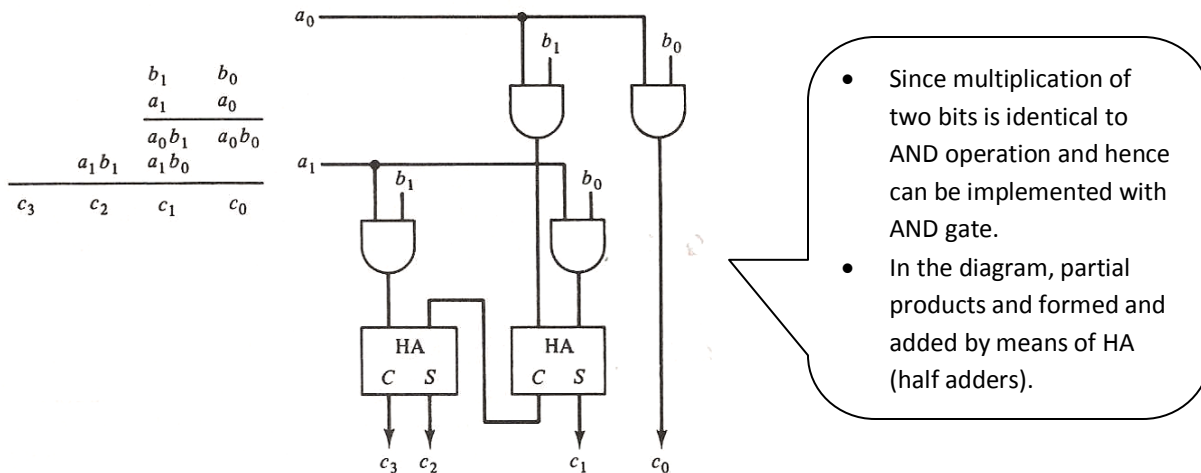 b₁ b₀
a₁ a₀
a₀b₁ a₀b₀
a₁b₁ a₁b₀
c₃ c₂ c₁ c₀
a₀
b₁ b₀
a₁
b₁ b₀
HA HA
C S C S
c₃ c₂ c₁ c₀
• Since multiplication of
two bits is identical to
AND operation and hence
can be implemented with
AND gate.
• In the diagram, partial
products and formed and
added by means of HA
(half adders).